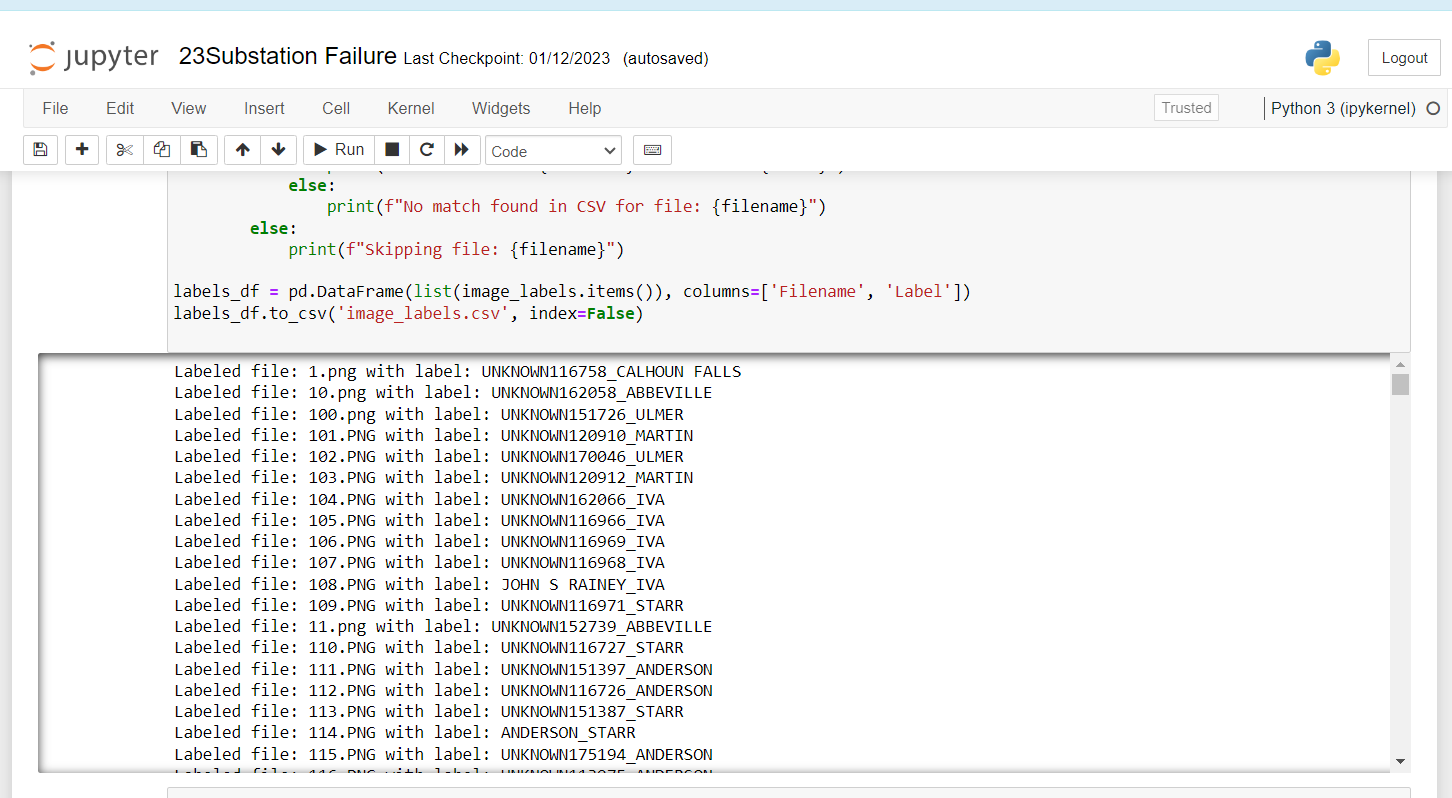 jupyter 23Substation Failure Last Checkpoint: 01/12/2023 (autosaved) Logout
File Edit View Insert Cell Kernel Widgets Help Trusted Python 3 (ipykernel)
Run Code
else:
print(f"No match found in CSV for file: {filename}")
else:
print(f"Skipping file: {filename}")
labels_df = pd.DataFrame(list(image_labels.items()), columns=['Filename', 'Label'])
labels_df.to_csv('image_labels.csv', index=False)
Labeled file: 1.png with label: UNKNOWN116758_CALHOUN FALLS
Labeled file: 10.png with label: UNKNOWN162058_ABBEVILLE
Labeled file: 100.png with label: UNKNOWN151726_ULMER
Labeled file: 101.PNG with label: UNKNOWN120910_MARTIN
Labeled file: 102.PNG with label: UNKNOWN170046_ULMER
Labeled file: 103.PNG with label: UNKNOWN120912_MARTIN
Labeled file: 104.PNG with label: UNKNOWN162066_IVA
Labeled file: 105.PNG with label: UNKNOWN116966_IVA
Labeled file: 106.PNG with label: UNKNOWN116969_IVA
Labeled file: 107.PNG with label: UNKNOWN116968_IVA
Labeled file: 108.PNG with label: JOHN S RAINEY_IVA
Labeled file: 109.PNG with label: UNKNOWN116971_STARR
Labeled file: 11.png with label: UNKNOWN152739_ABBEVILLE
Labeled file: 110.PNG with label: UNKNOWN116727_STARR
Labeled file: 111.PNG with label: UNKNOWN151397_ANDERSON
Labeled file: 112.PNG with label: UNKNOWN116726_ANDERSON
Labeled file: 113.PNG with label: UNKNOWN151387_STARR
Labeled file: 114.PNG with label: ANDERSON_STARR
Labeled file: 115.PNG with label: UNKNOWN175194_ANDERSON